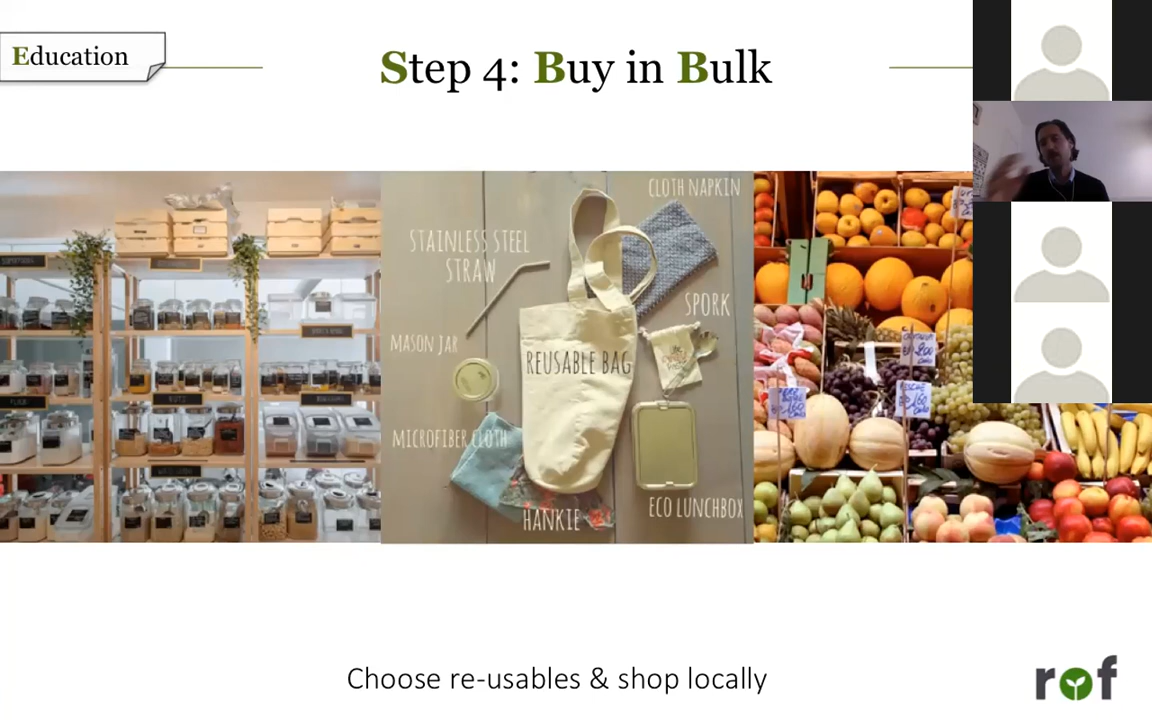 Education
Step 4: Buy in Bulk
CLOTH NAPKIN
STAINLESS STEEL
STRAW
SPORK
MASON JAR
REUSABLE BAG
MICROFIBER CLOTH
ECO LUNCHBOX
HANKIE
Choose re-usables & shop locally
rof